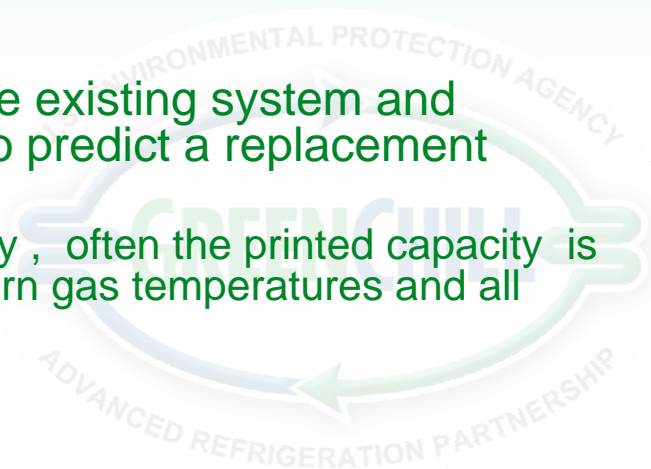 U.S. ENVIRONMENTAL PROTECTION AGENCY
e existing system and
o predict a replacement
GREENCHILL
y , often the printed capacity is
rn gas temperatures and all
ADVANCED REFRIGERATION PARTNERSHIP